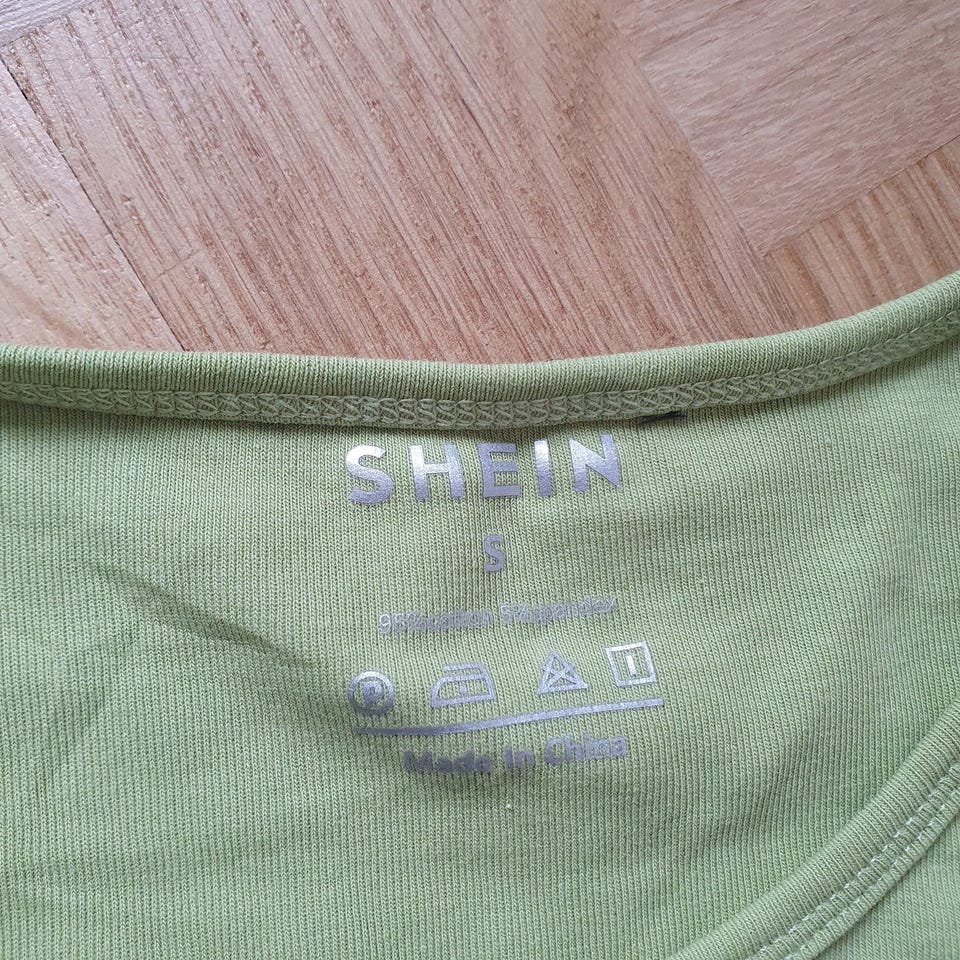 SHEIN
S
95%cotton 5%spandex
P
Made In China